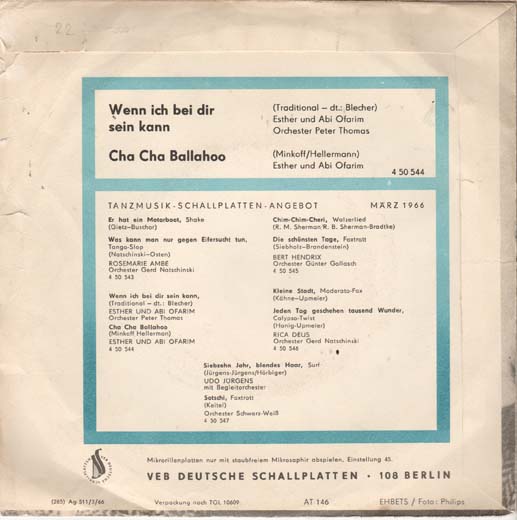 22
Wenn ich bei dir
sein kann
(Traditional – dt.: Blecher)
Esther und Abi Ofarim
Orchester Peter Thomas
Cha Cha Ballahoo
(Minkoff/Hellermann)
Esther und Abi Ofarim
4 50 544
TANZMUSIK-SCHALLPLATTEN-ANGEBOT MÄRZ 1966
Er hat ein Motorboot, Shake
(Gietz–Buschor)
Was kann man nur gegen Eifersucht tun,
Tango-Slop
(Natschinski–Osten)
ROSEMARIE AMBE
Orchester Gerd Natschinski
4 50 543
Wenn ich bei dir sein kann,
(Traditional – dt.: Blecher)
ESTHER UND ABI OFARIM
Orchester Peter Thomas
Cha Cha Ballahoo
(Minkoff Hellerman)
ESTHER UND ABI OFARIM
4 50 544
Chim-Chim-Cheri, Walzerlied
(R. M. Sherman/R. B. Sherman-Bradtke)
Die schönsten Tage, Foxtrott
(Siebholz–Brandenstein)
BERT HENDRIX
Orchester Günter Gollasch
4 50 545
Kleine Stadt, Moderato-Fox
(Kähne–Upmeier)
Jeden Tag geschehen tausend Wunder,
Calypso-Twist
(Honig-Upmeier)
RICA DEUS
Orchester Gerd Natschinski
4 50 546
Siebzehn Jahr, blondes Haar, Surf
(Jürgens-Jürgens/Hörbiger)
UDO JÜRGENS
mit Begleitorchester
Sotschi, Foxtrott
(Keitel)
Orchester Schwarz-Weiß
4 50 547
Mikrorillenplatten nur mit staubfreiem Mikrosaphir abspielen, Einstellung 45.
VEB DEUTSCHE SCHALLPLATTEN · 108 BERLIN
(285) Ag 511/7/66 Verpackung nach TGL 10609 AT 146 EHBETS / Foto: Philips